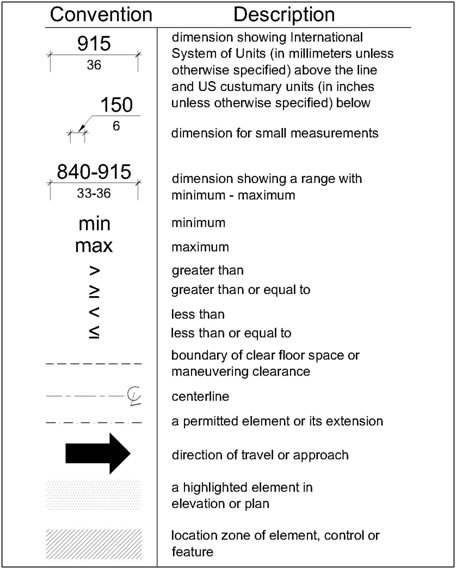 Convention Description
915
36
dimension showing International
System of Units (in millimeters unless
otherwise specified) above the line
and US custumary units (in inches
unless otherwise specified) below
150
6
dimension for small measurements
840-915
33-36
dimension showing a range with
minimum - maximum
min minimum
max maximum
> greater than
≥ greater than or equal to
< less than
≤ less than or equal to
boundary of clear floor space or
maneuvering clearance
℄ centerline
a permitted element or its extension
direction of travel or approach
a highlighted element in
elevation or plan
location zone of element, control or
feature